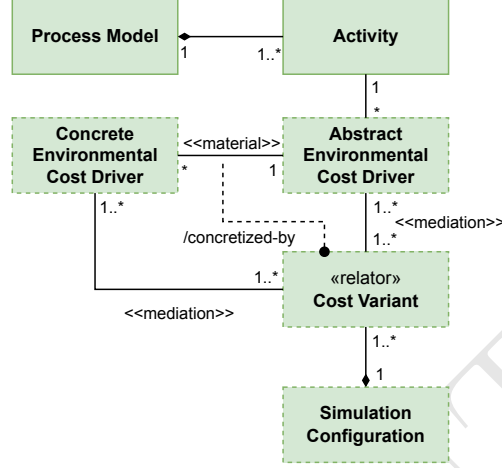 Process Model
Activity
1
1..*
1
*
Concrete
Environmental
Cost Driver
<<material>>
*
1
Abstract
Environmental
Cost Driver
1..*
1..*
<<mediation>>
/concretized-by
1..*
1..*
<<mediation>>
«relator»
Cost Variant
1..*
1
Simulation
Configuration